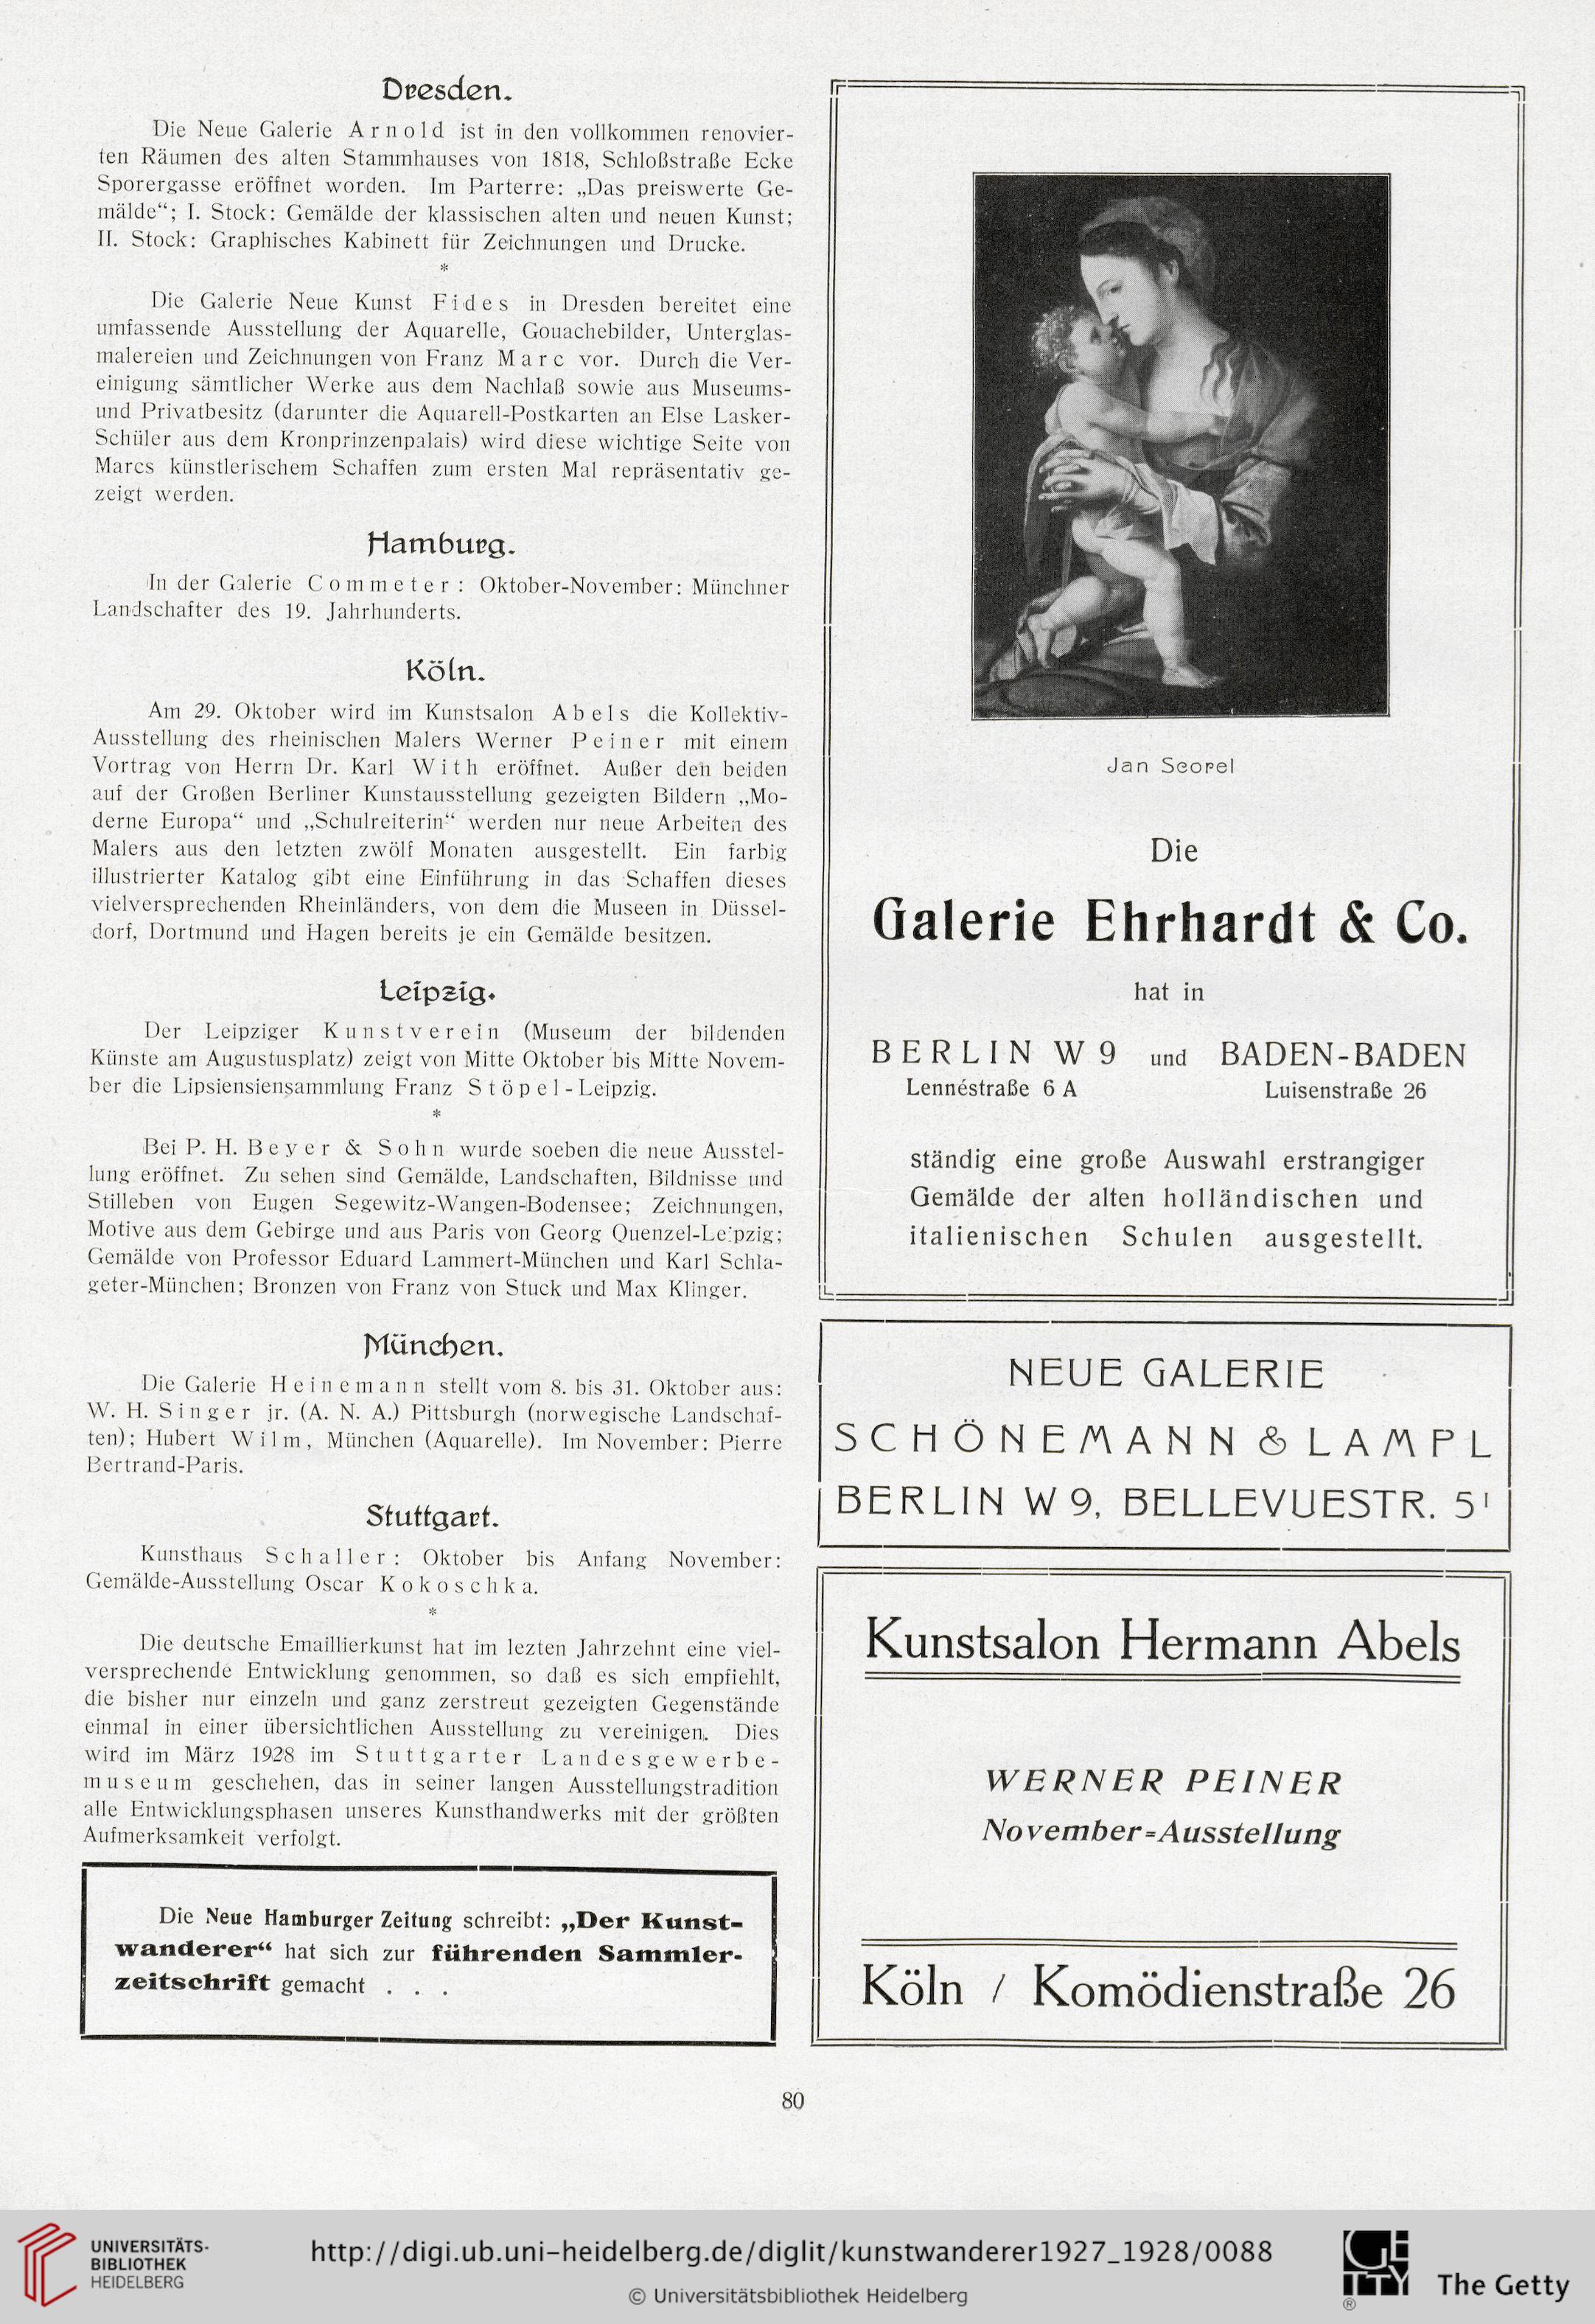 Dresden.
Die Neue Galerie Arnold ist in den vollkommen renovier-
ten Räumen des alten Stammhauses von 1818, Schloßstraße Ecke
Sporergasse eröffnet worden. Im Parterre: „Das preiswerte Ge-
mälde“; I. Stock: Gemälde der klassischen alten und neuen Kunst;
II. Stock: Graphisches Kabinett für Zeichnungen und Drucke.
*
Die Galerie Neue Kunst Fides in Dresden bereitet eine
umfassende Ausstellung der Aquarelle, Gouachebilder, Unterglas-
malereien und Zeichnungen von Franz Marc vor. Durch die Ver-
einigung sämtlicher Werke aus dem Nachlaß sowie aus Museums-
und Privatbesitz (darunter die Aquarell-Postkarten an Else Lasker-
Schüler aus dem Kronprinzenpalais) wird diese wichtige Seite von
Marcs künstlerischem Schaffen zum ersten Mal repräsentativ ge-
zeigt werden.
Hamburg.
In der Galerie Commeter: Oktober-November: Münchner
Landschafter des 19. Jahrhunderts.
Köln.
Am 29. Oktober wird im Kunstsalon Abels die Kollektiv-
Ausstellung des rheinischen Malers Werner Peiner mit einem
Vortrag von Herrn Dr. Karl With eröffnet. Außer den beiden
auf der Großen Berliner Kunstausstellung gezeigten Bildern „Mo-
derne Europa“ und „Schulreiterin“ werden nur neue Arbeiten des
Malers aus den letzten zwölf Monaten ausgestellt. Ein farbig
illustrierter Katalog gibt eine Einführung in das Schaffen dieses
vielversprechenden Rheinländers, von dem die Museen in Düssel-
dorf, Dortmund und Hagen bereits je ein Gemälde besitzen.
Leipzig.
Der Leipziger Kunstverein (Museum der bildenden
Künste am Augustusplatz) zeigt von Mitte Oktober bis Mitte Novem-
ber die Lipsiensiensammlung Franz Stöpel-Leipzig.
*
Bei P. H. Beyer & Sohn wurde soeben die neue Ausstel-
lung eröffnet. Zu sehen sind Gemälde, Landschaften, Bildnisse und
Stilleben von Eugen Segewitz-Wangen-Bodensee; Zeichnungen,
Motive aus dem Gebirge und aus Paris von Georg Quenzel-Leipzig;
Gemälde von Professor Eduard Lammert-München und Karl Schla-
geter-München; Bronzen von Franz von Stuck und Max Klinger.
München.
Die Galerie Heinemann stellt vom 8. bis 31. Oktober aus:
W. H. Singer jr. (A. N. A.) Pittsburgh (norwegische Landschaf-
ten); Hubert Wilm, München (Aquarelle). Im November: Pierre
Bertrand-Paris.
Stuttgart.
Kunsthaus Schaller: Oktober bis Anfang November:
Gemälde-Ausstellung Oscar Kokoschka.
*
Die deutsche Emaillierkunst hat im lezten Jahrzehnt eine viel-
versprechende Entwicklung genommen, so daß es sich empfiehlt,
die bisher nur einzeln und ganz zerstreut gezeigten Gegenstände
einmal in einer übersichtlichen Ausstellung zu vereinigen. Dies
wird im März 1928 im Stuttgarter Landesgewerbe-
museum geschehen, das in seiner langen Ausstellungstradition
alle Entwicklungsphasen unseres Kunsthandwerks mit der größten
Aufmerksamkeit verfolgt.
Die Neue Hamburger Zeitung schreibt: „Der Kunst-
wanderer“ hat sich zur führenden Sammler-
zeitschrift gemacht . . .
Jan Scorel
Die
Galerie Ehrhardt & Co.
hat in
BERLIN W 9 und BADEN-BADEN
Lennéstraße 6 A Luisenstraße 26
ständig eine große Auswahl erstrangiger
Gemälde der alten holländischen und
italienischen Schulen ausgestellt.
NEUE GALERIE
SCHÖNEMANN & LAMPL
BERLIN W 9, BELLEVUESTR. 5 I
Kunstsalon Hermann Abels
WERNER PEINER
November=Ausstellung
Köln / Komödienstraße 26
80
UNIVERSITÄTS-
BIBLIOTHEK
HEIDELBERG
http://digi.ub.uni-heidelberg.de/diglit/kunstwanderer1927_1928/0088
© Universitätsbibliothek Heidelberg
GETTY
®
The Getty